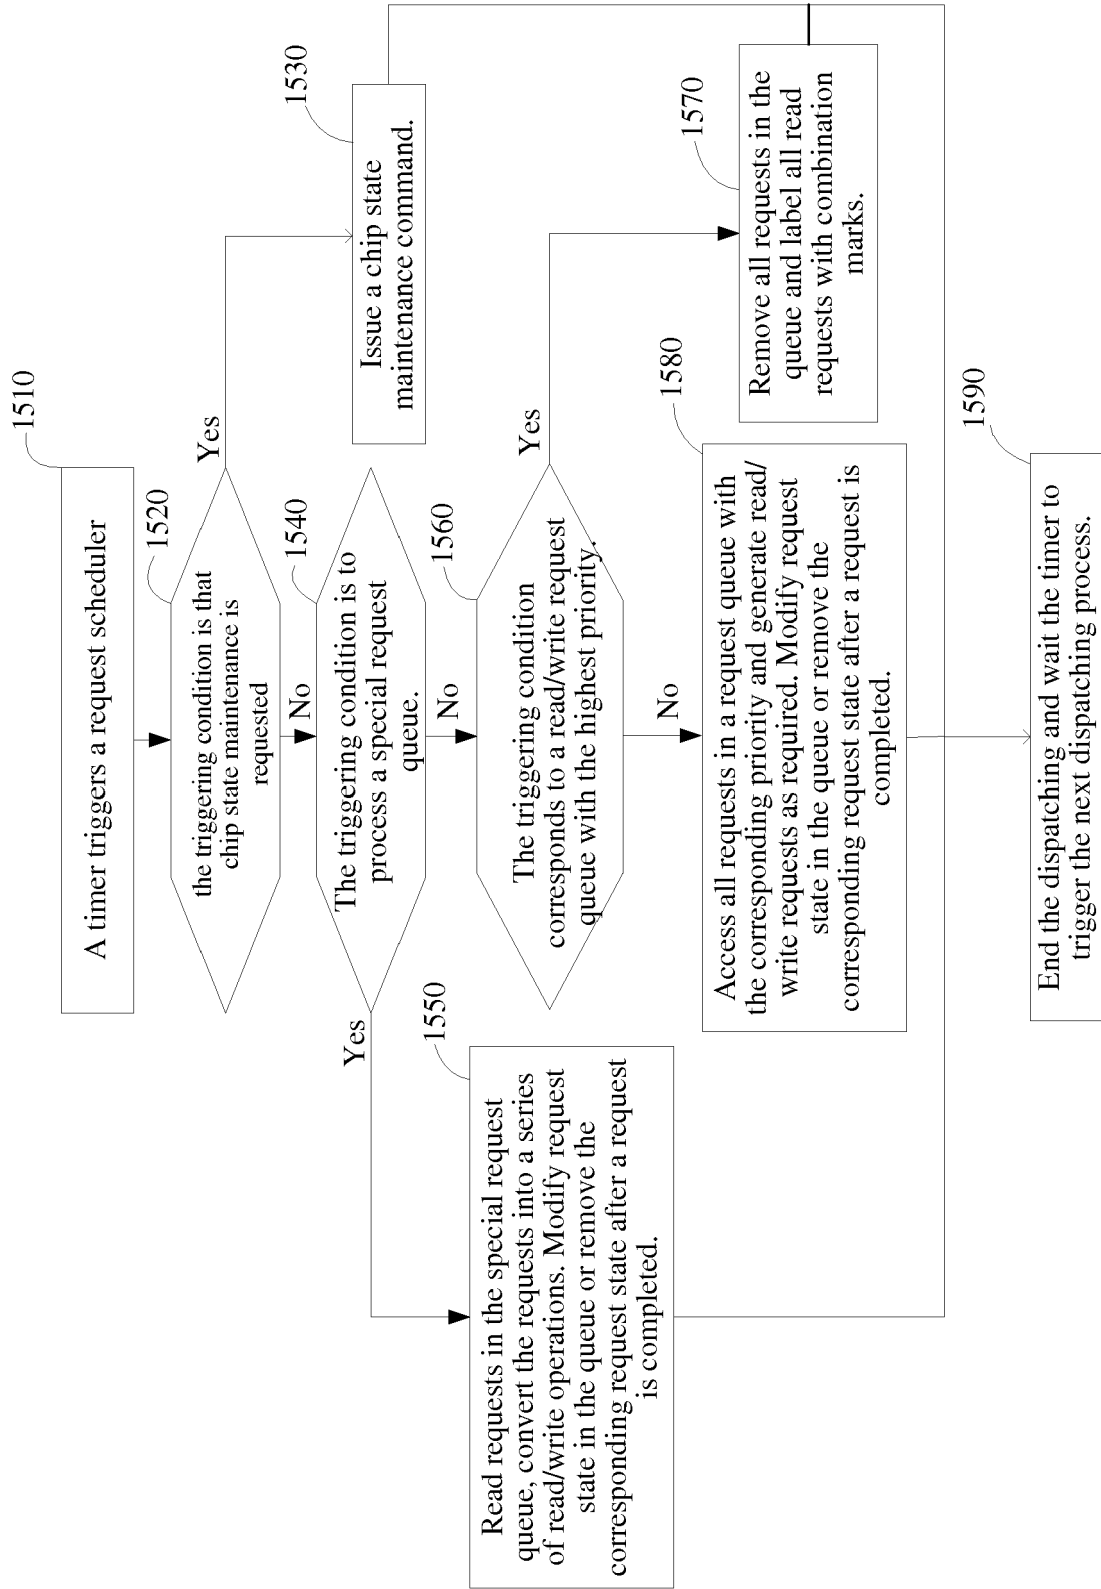 1510
A timer triggers a request scheduler
1520
the triggering condition is that
chip state maintenance is
requested
Yes
No
1530
Issue a chip state
maintenance command.
1540
The triggering condition is to
process a special request
queue.
Yes
No
1550
Read requests in the special request
queue, convert the requests into a series
of read/write operations. Modify request
state in the queue or remove the
corresponding request state after a request
is completed.
1560
The triggering condition
corresponds to a read/write request
queue with the highest priority.
Yes
No
1570
Remove all requests in the
queue and label all read
requests with combination
marks.
1580
Access all requests in a request queue with
the corresponding priority and generate read/
write requests as required. Modify request
state in the queue or remove the
corresponding request state after a request is
completed.
1590
End the dispatching and wait the timer to
trigger the next dispatching process.